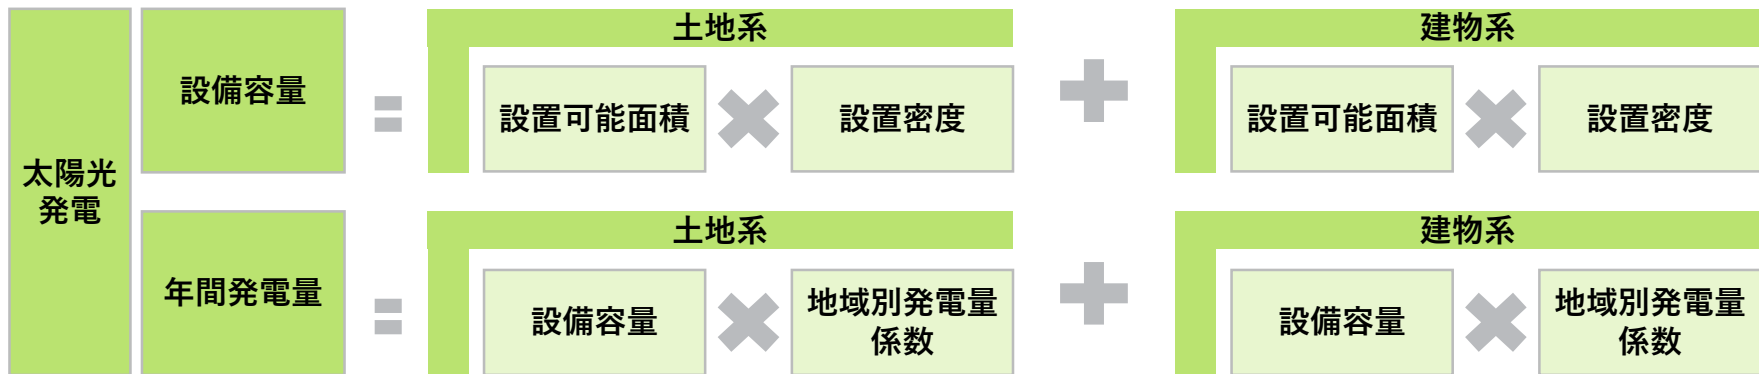 太陽光
発電
設備容量
=
土地系
設置可能面積
×
設置密度
+
建物系
設置可能面積
×
設置密度
年間発電量
=
土地系
設備容量
×
地域別発電量
係数
+
建物系
設備容量
×
地域別発電量
係数